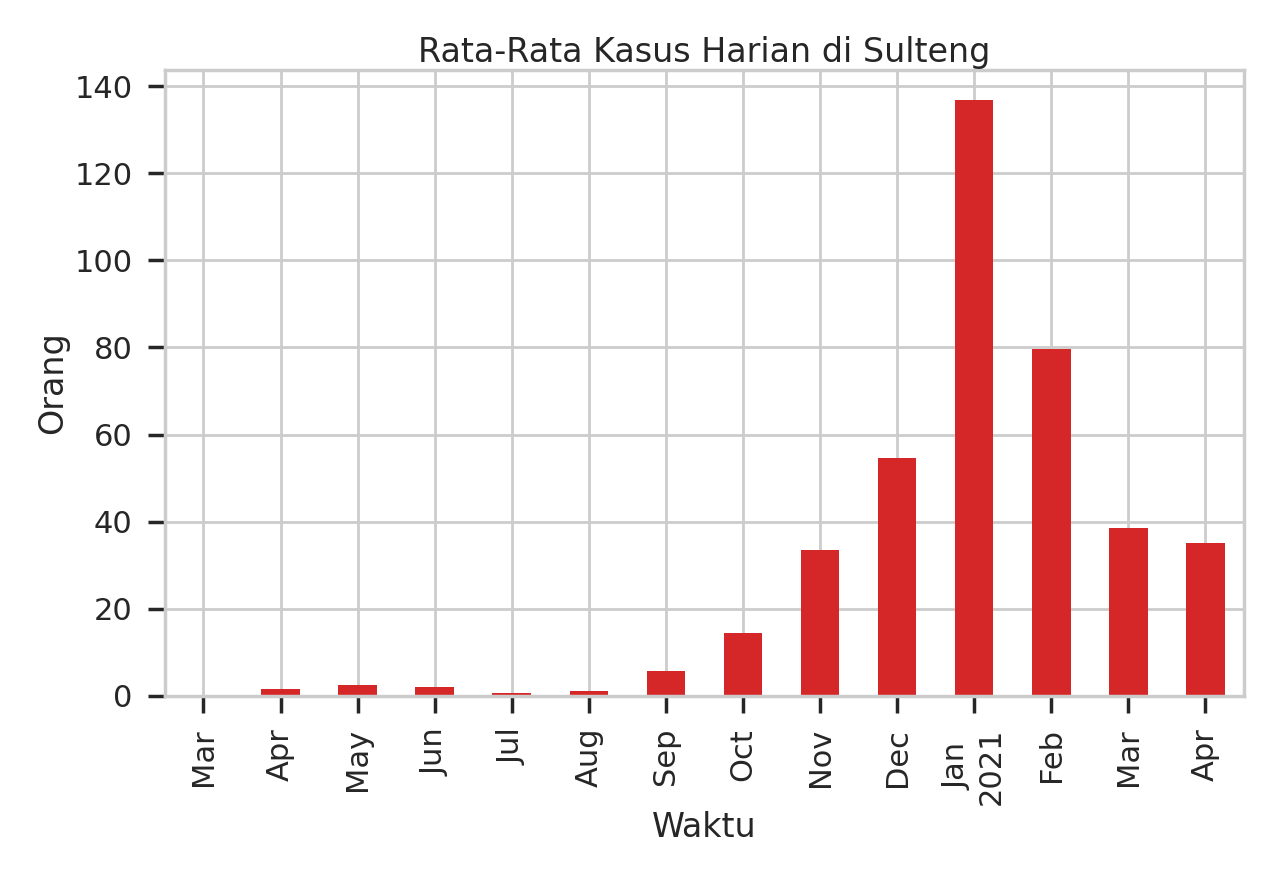 Rata-Rata Kasus Harian di Sulteng
140
120
100
80
60
40
20
0
Orang
Mar
Apr
May
Jun
Jul
Aug
Sep
Oct
Nov
Dec
Jan
2021
Feb
Mar
Apr
Waktu